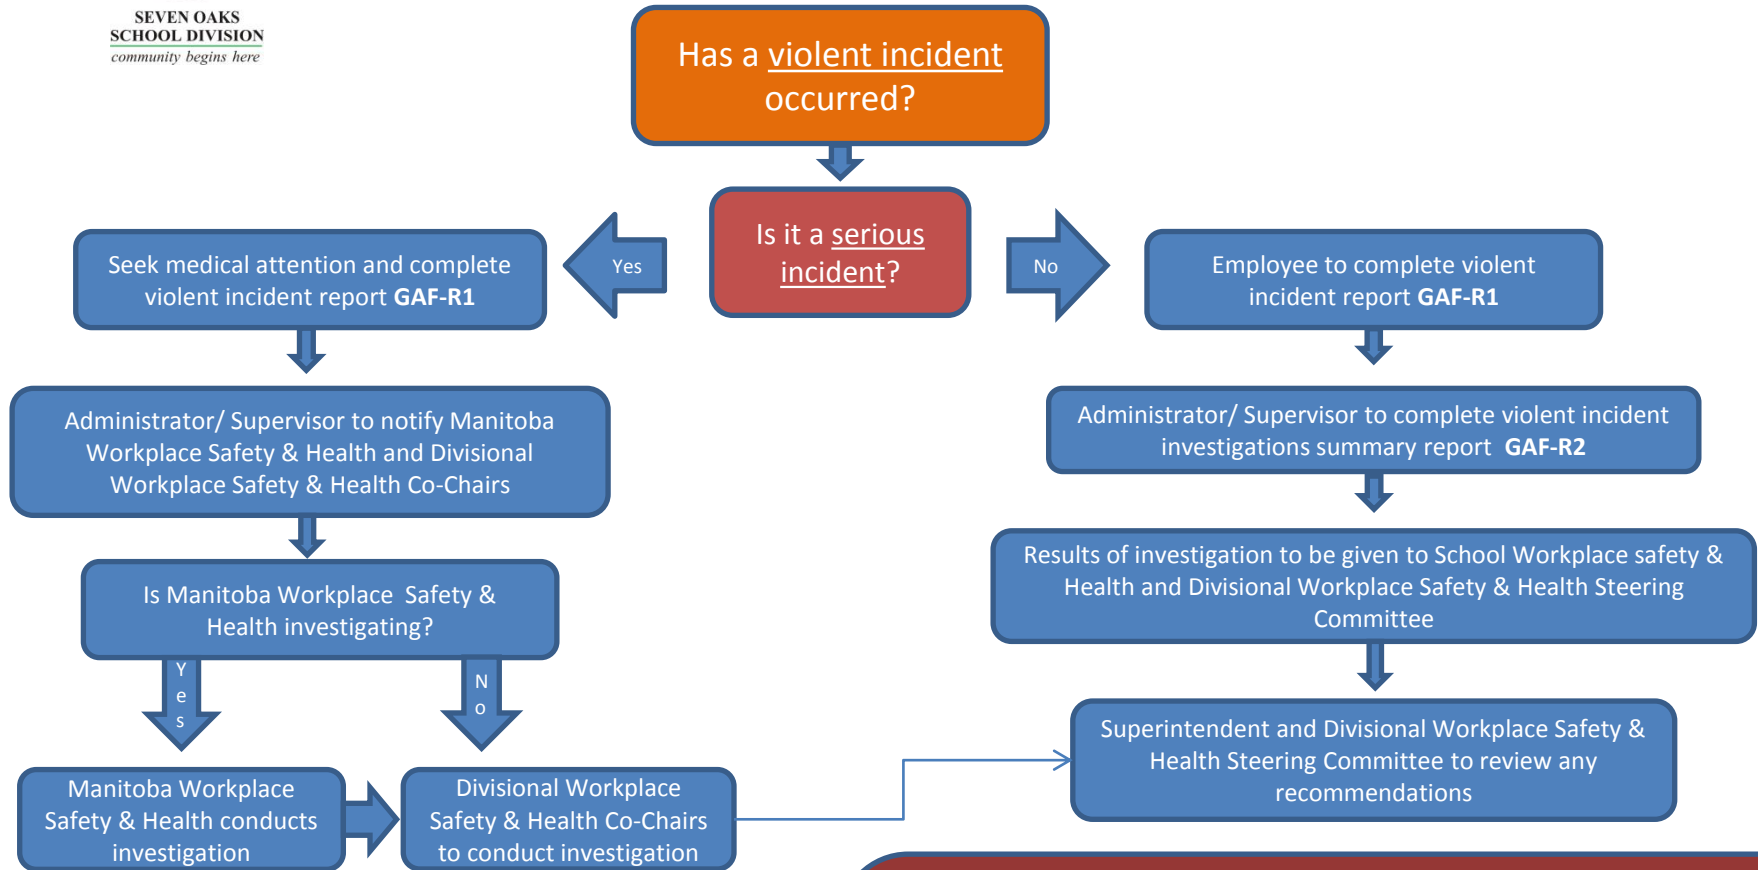 SEVEN OAKS
SCHOOL DIVISION
community begins here
Has a violent incident
occurred?
Is it a serious
incident?
Yes
No
Seek medical attention and complete
violent incident report GAF-R1
Employee to complete violent
incident report GAF-R1
Administrator/ Supervisor to notify Manitoba
Workplace Safety & Health and Divisional
Workplace Safety & Health Co-Chairs
Administrator/ Supervisor to complete violent incident
investigations summary report GAF-R2
Is Manitoba Workplace Safety &
Health investigating?
Results of investigation to be given to School Workplace safety &
Health and Divisional Workplace Safety & Health Steering
Committee
Yes
No
Manitoba Workplace
Safety & Health conducts
investigation
Divisional Workplace
Safety & Health Co-Chairs
to conduct investigation
Superintendent and Divisional Workplace Safety &
Health Steering Committee to review any
recommendations